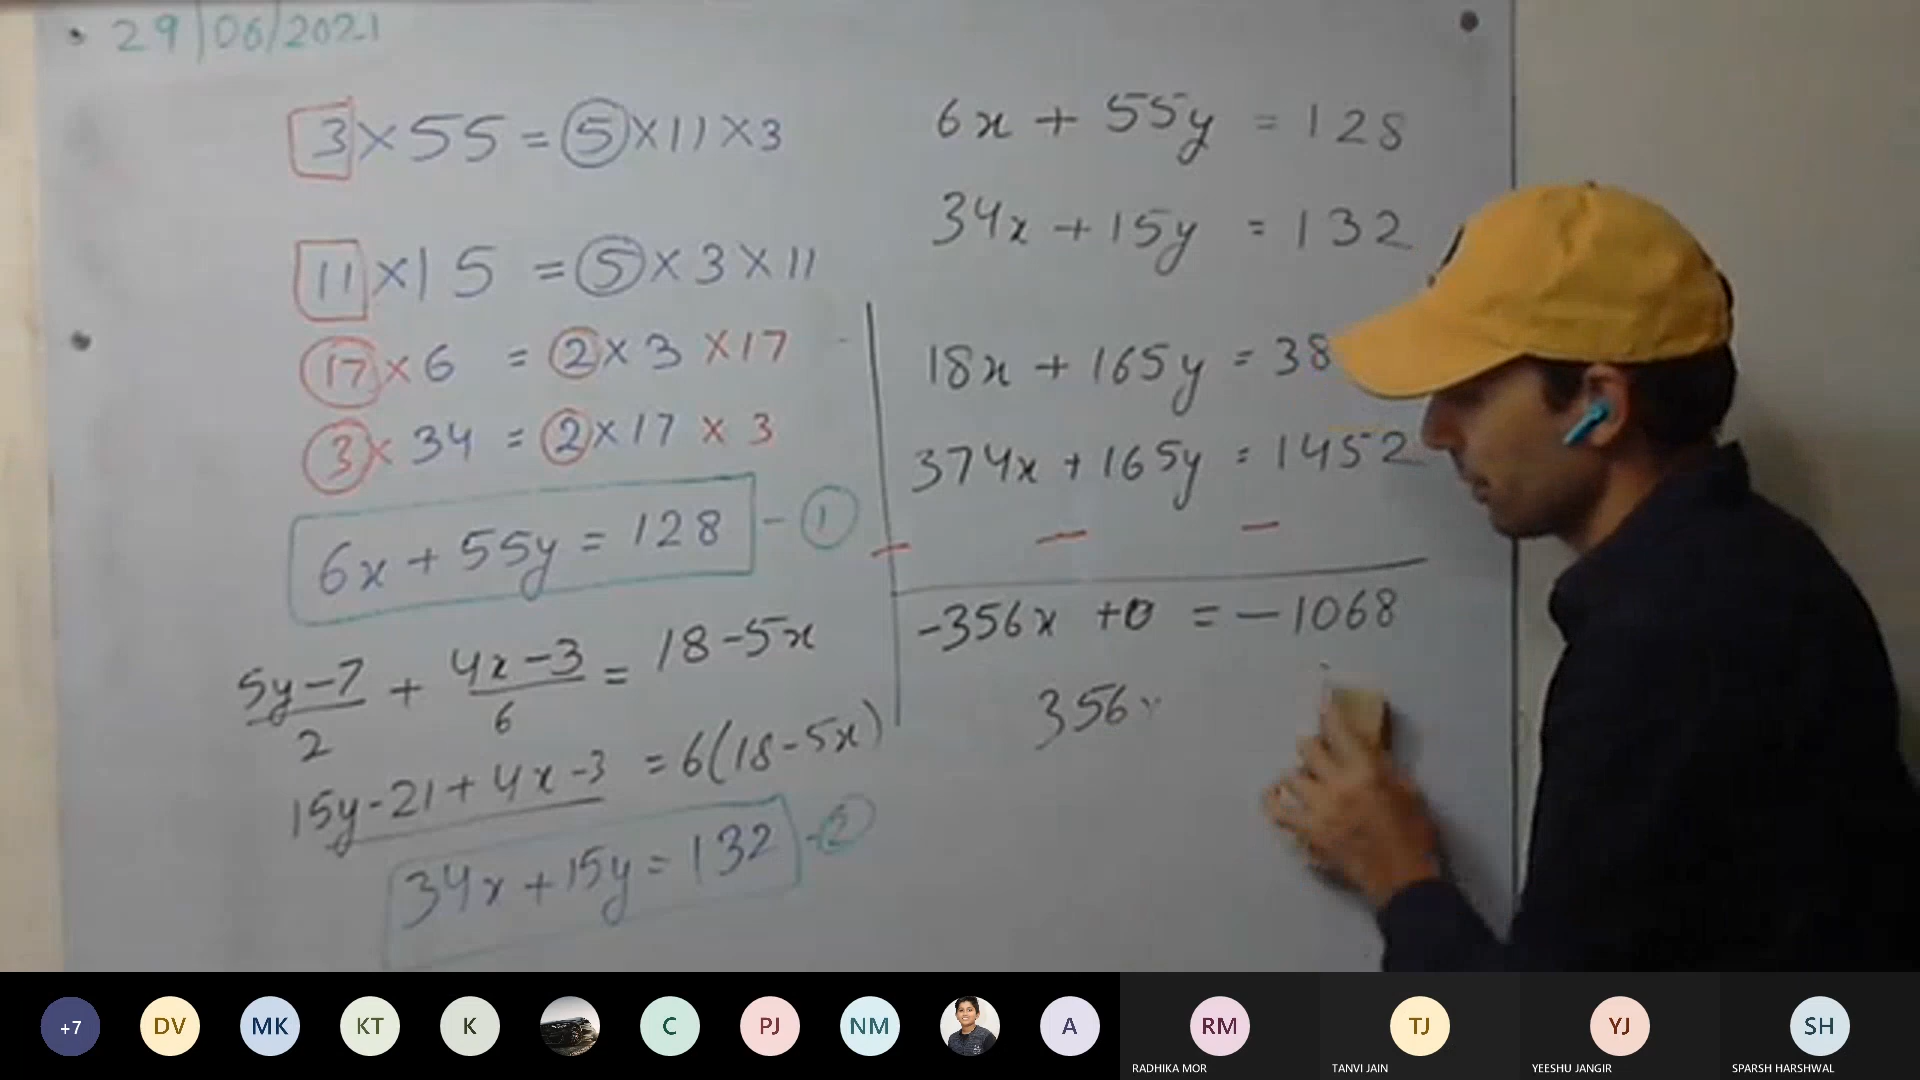 29/06/2021
3×55=5×11×3
11×15=5×3×11
17×6=2×3×17
3×34=2×17×3
6x+55y=128 -1
5y-7/2 + 4x-3/6 = 18-5x
15y-21+4x-3=6(18-5x)
34x+15y=132 -2
6x+55y=128
34x+15y=132
18x+165y=38
374x+165y=1452
- - -
-356x+0=-1068
356
+7
DV
MK
KT
K
C
PJ
NM
A
RM
TJ
YJ
SH
RADHIKA MOR
TANVI JAIN
YEESHU JANGIR
SPARSH HARSHWAL